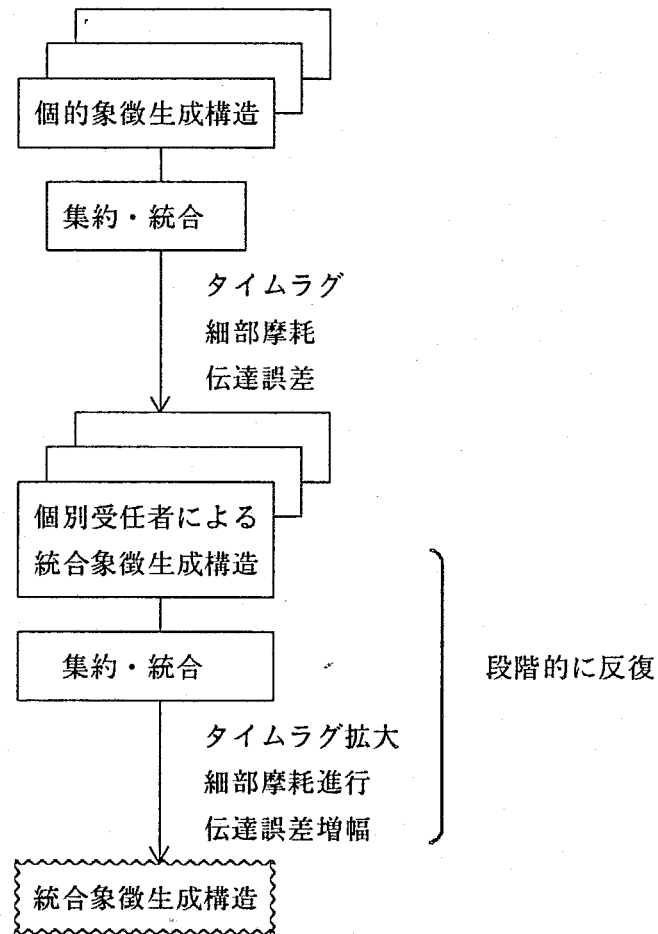 個的象徴生成構造
集約・統合
タイムラグ
細部摩耗
伝達誤差
個別受任者による
統合象徴生成構造
集約・統合
段階的に反復
タイムラグ拡大
細部摩耗進行
伝達誤差増幅
統合象徴生成構造